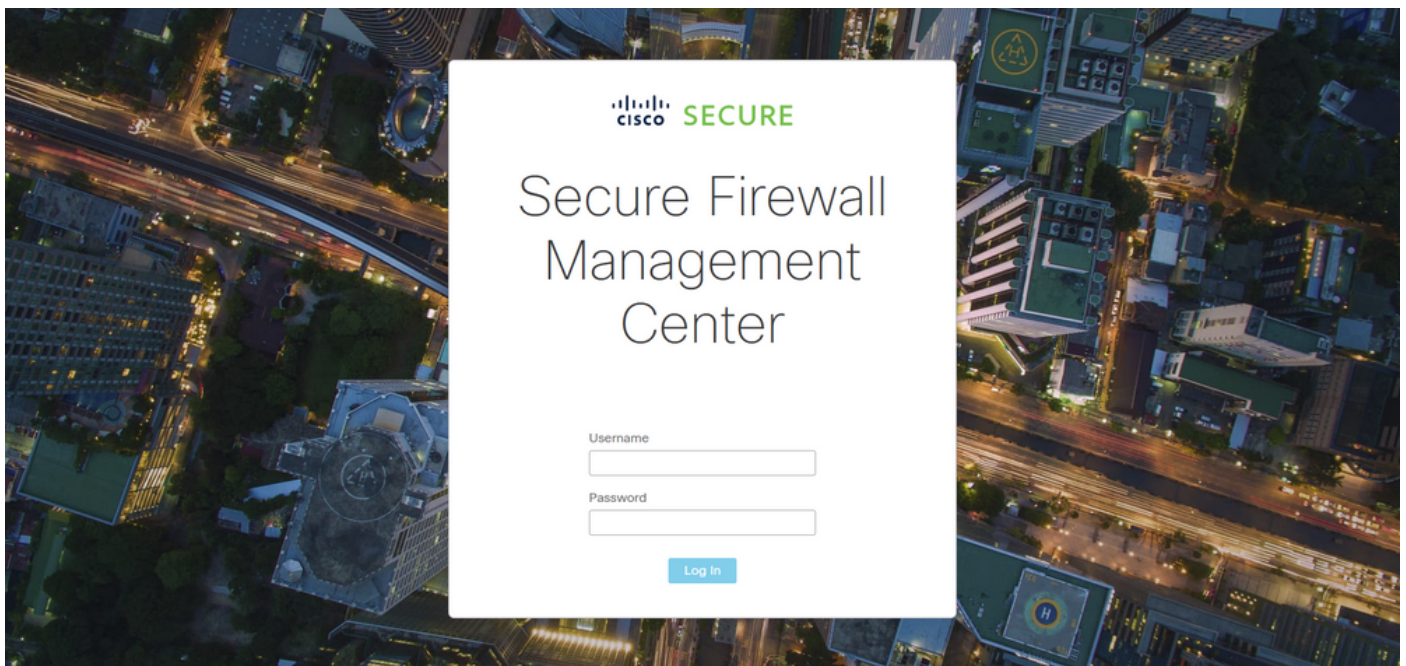 cisco SECURE
Secure Firewall
Management
Center
Username
Password
Log In
H